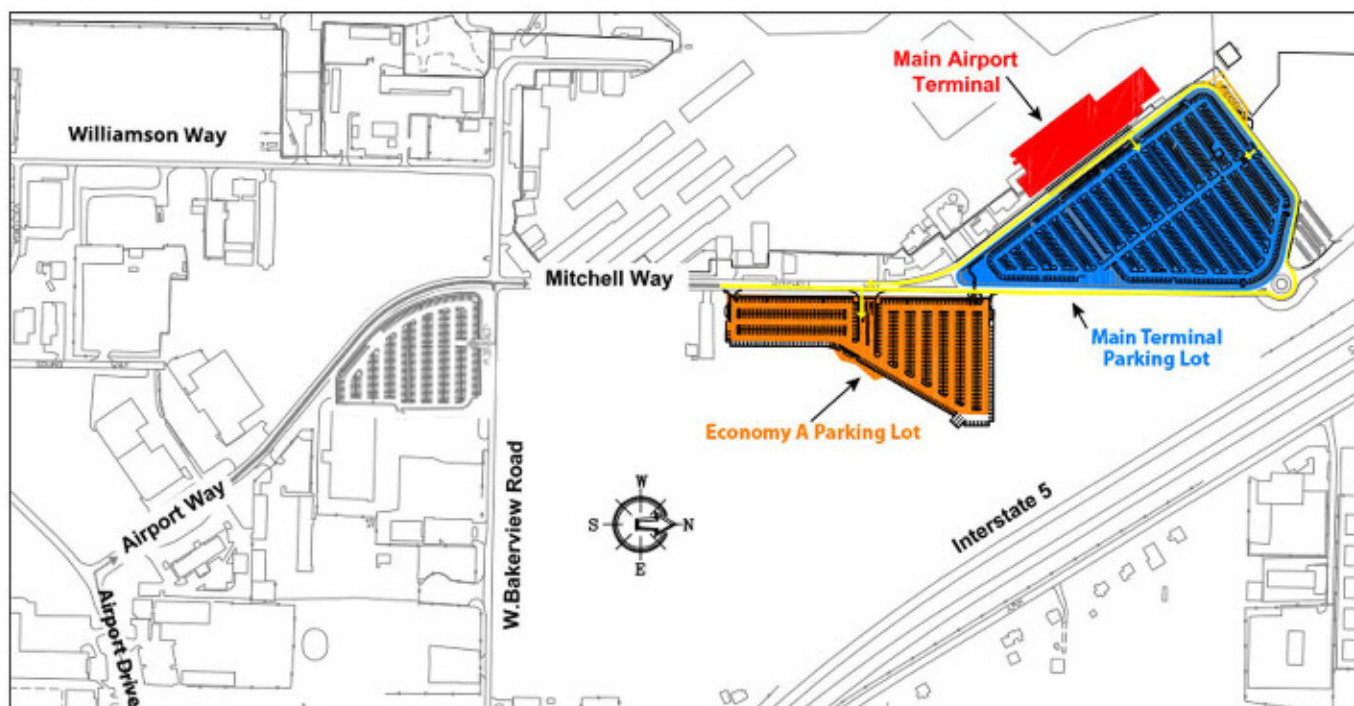 Main Airport
Terminal
Williamson Way
Mitchell Way
Main Terminal
Parking Lot
Economy A Parking Lot
Airport Way
W.Bakerview Road
Interstate 5
W
S
N
E
Airport Drive